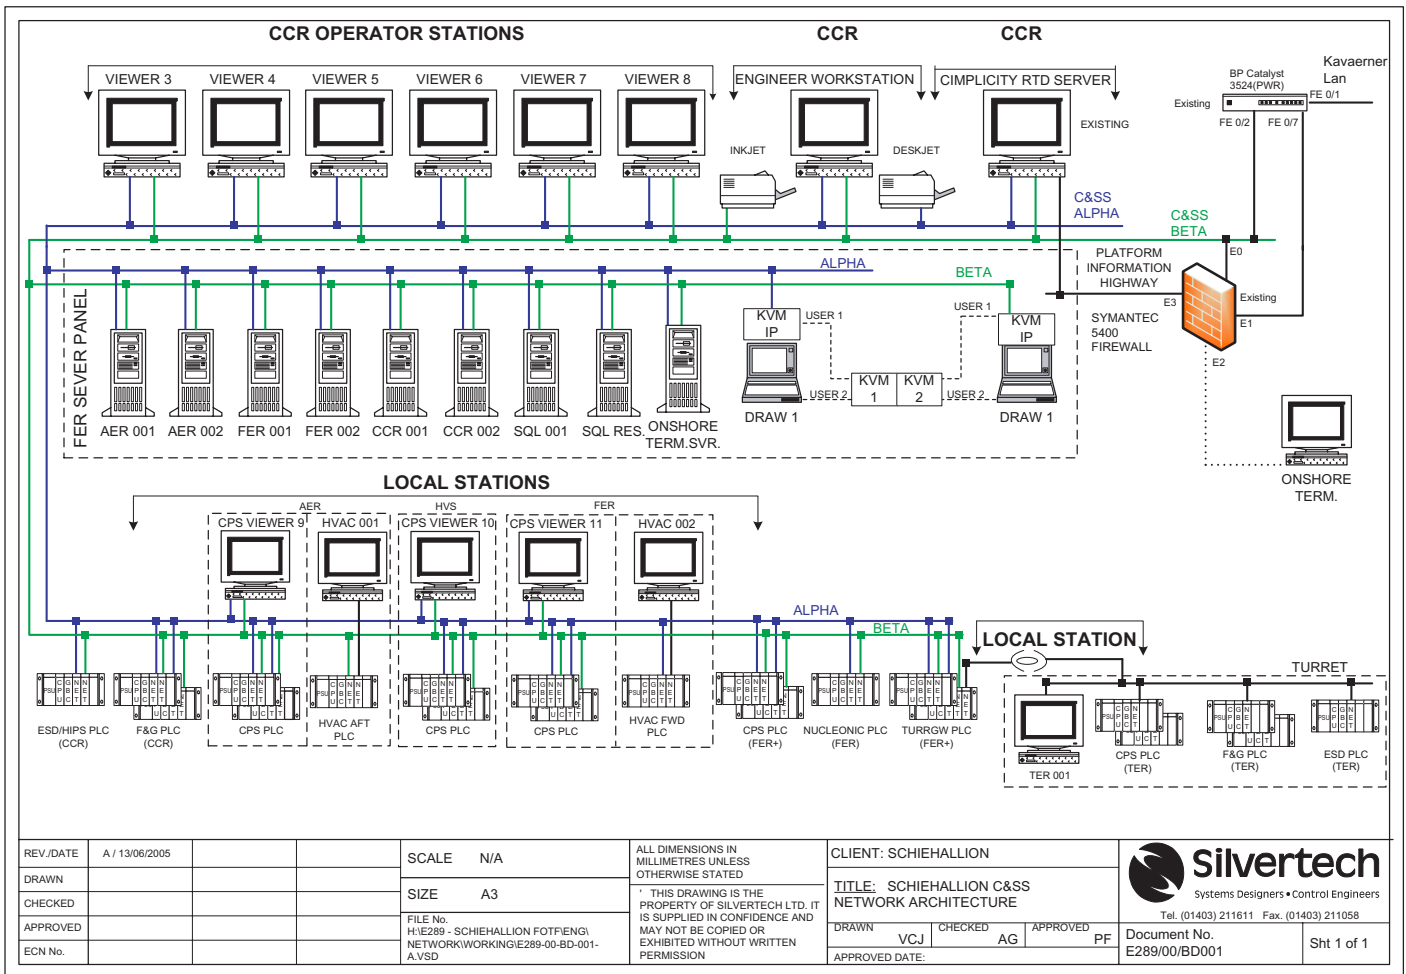 CCR OPERATOR STATIONS
CCR
CCR
VIEWER 3
VIEWER 4
VIEWER 5
VIEWER 6
VIEWER 7
VIEWER 8
ENGINEER WORKSTATION
CIMPLICITY RTD SERVER
EXISTING
INKJET
DESKJET
BP Catalyst
3524(PWR)
Existing
FE 0/1
FE 0/2
FE 0/7
Kavaerner
Lan
C&SS
ALPHA
C&SS
BETA
FER SEVER PANEL
ALPHA
BETA
PLATFORM
INFORMATION
HIGHWAY
E0
E3
Existing
E1
E2
SYMANTEC
5400
FIREWALL
KVM
IP
USER 1
USER 1
KVM
IP
USER 2
KVM
1
KVM
2
USER 2
DRAW 1
DRAW 1
AER 001
AER 002
FER 001
FER 002
CCR 001
CCR 002
SQL 001
SQL RES.
ONSHORE
TERM.SVR.
ONSHORE
TERM.
LOCAL STATIONS
AER
HVS
FER
CPS VIEWER 9
HVAC 001
CPS VIEWER 10
CPS VIEWER 11
HVAC 002
ALPHA
BETA
LOCAL STATION
TURRET
ESD/HIPS PLC
(CCR)
F&G PLC
(CCR)
CPS PLC
HVAC AFT
PLC
CPS PLC
CPS PLC
HVAC FWD
PLC
CPS PLC
(FER+)
NUCLEONIC PLC
(FER)
TURRGW PLC
(FER+)
TER 001
CPS PLC
(TER)
F&G PLC
(TER)
ESD PLC
(TER)
REV./DATE
A / 13/06/2005
DRAWN
CHECKED
APPROVED
ECN No.
SCALE N/A
SIZE A3
FILE No.
H:\E289 - SCHIEHALLION FOTF\ENG\
NETWORK\WORKING\E289-00-BD-001-
A.VSD
ALL DIMENSIONS IN
MILLIMETRES UNLESS
OTHERWISE STATED
' THIS DRAWING IS THE
PROPERTY OF SILVERTECH LTD. IT
IS SUPPLIED IN CONFIDENCE AND
MAY NOT BE COPIED OR
EXHIBITED WITHOUT WRITTEN
PERMISSION
CLIENT: SCHIEHALLION
TITLE: SCHIEHALLION C&SS
NETWORK ARCHITECTURE
DRAWN VCJ
CHECKED AG
APPROVED PF
APPROVED DATE:
Silvertech
Systems Designers • Control Engineers
Tel. (01403) 211611 Fax. (01403) 211058
Document No.
E289/00/BD001
Sht 1 of 1